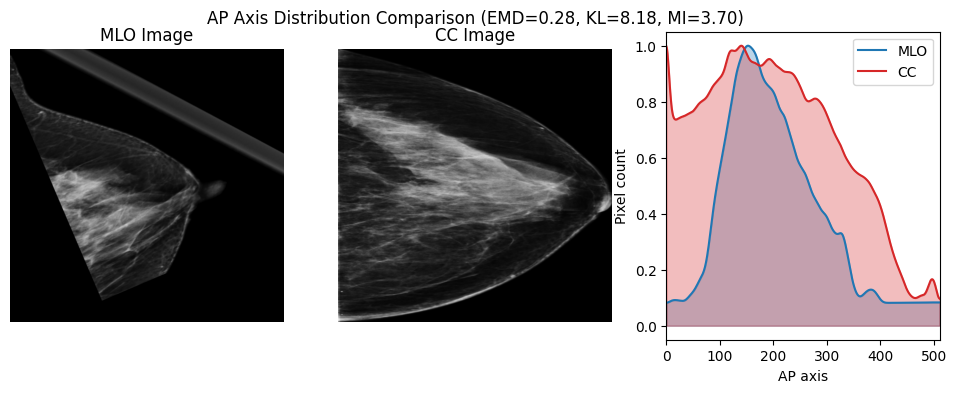 AP Axis Distribution Comparison (EMD=0.28, KL=8.18, MI=3.70)
MLO Image
CC Image
MLO
CC
Pixel count
1.0
0.8
0.6
0.4
0.2
0.0
0 100 200 300 400 500
AP axis